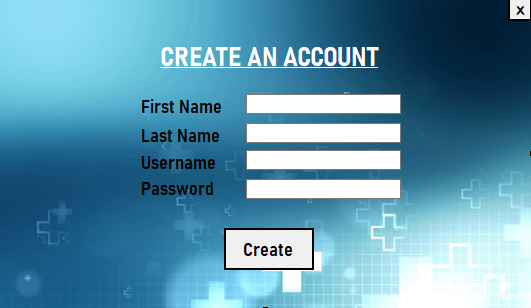 x
CREATE AN ACCOUNT
First Name
Last Name
Username
Password
Create